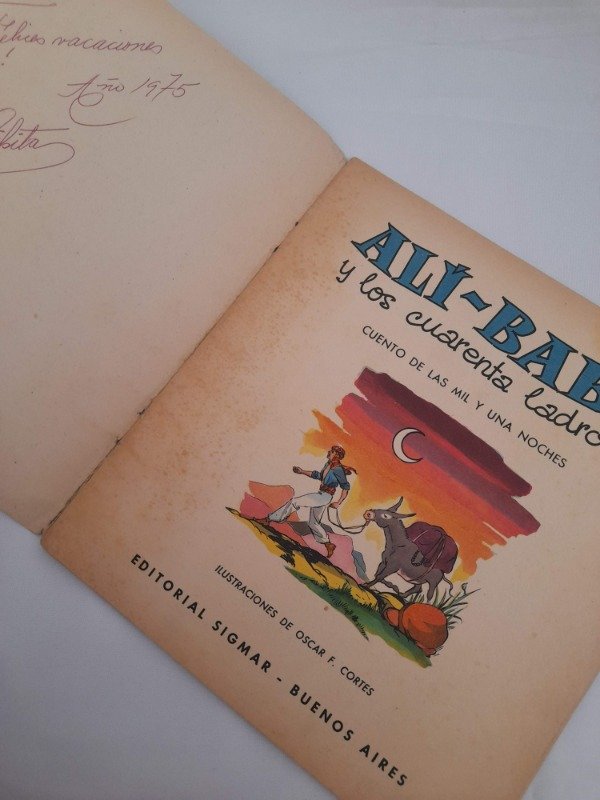 Felices vacaciones
Año 1975
ALÍ-BAB
y los cuarenta ladro
CUENTO DE LAS MIL Y UNA NOCHES
ILUSTRACIONES DE OSCAR F. CORTES
EDITORIAL SIGMAR - BUENOS AIRES